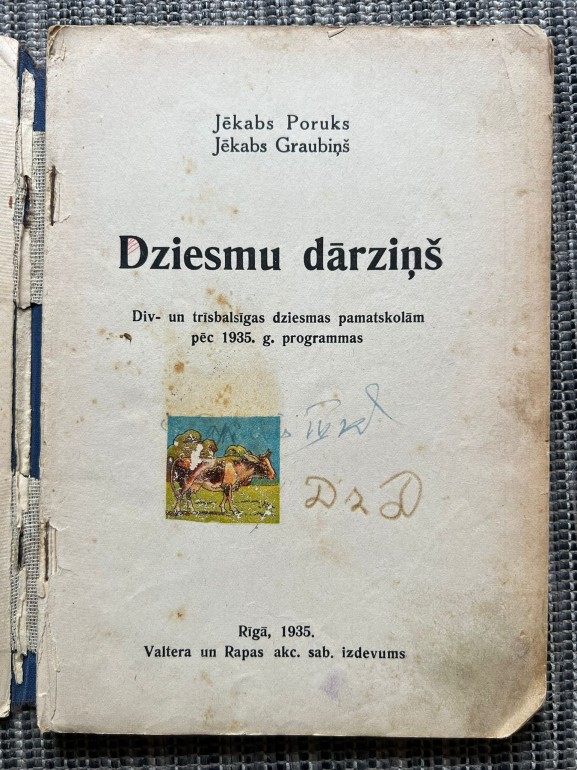 Jēkabs Poruks
Jēkabs Graubiņš
Dziesmu dārziņš
Div- un trīsbalsīgas dziesmas pamatskolām
pēc 1935. g. programmas
Rīgā, 1935.
Valtera un Rapas akc. sab. izdevums